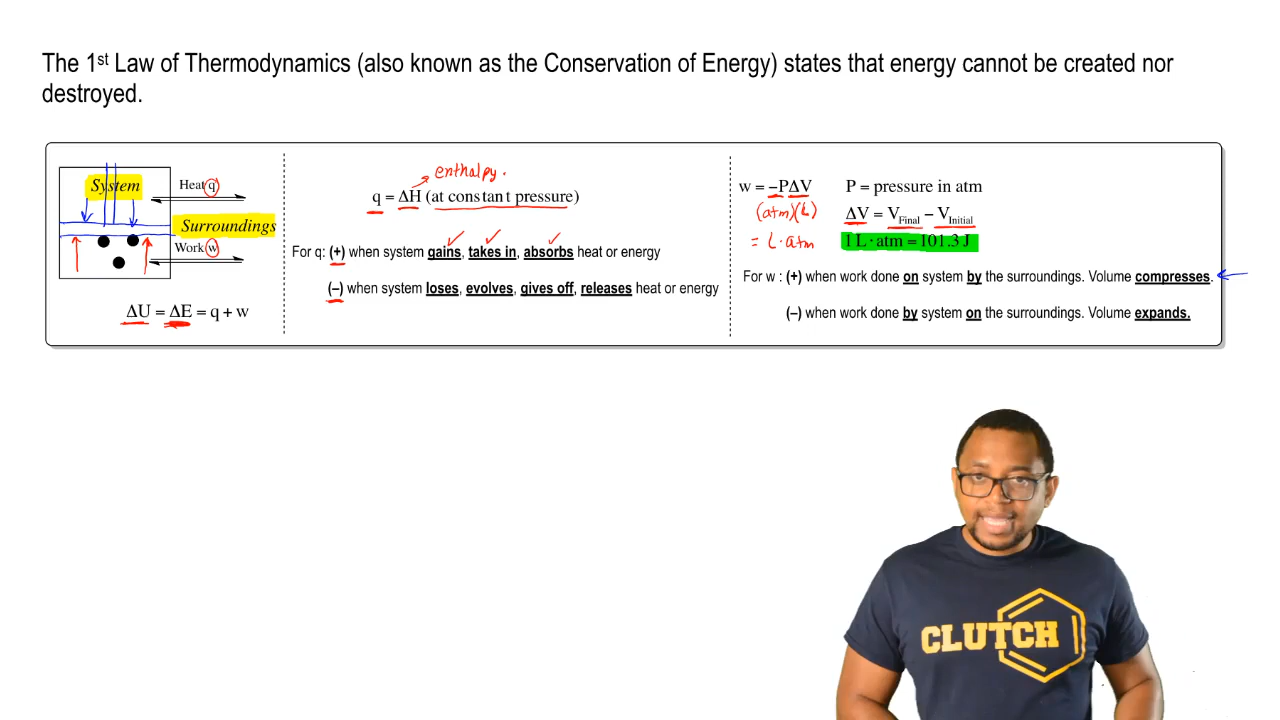 The 1st Law of Thermodynamics (also known as the Conservation of Energy) states that energy cannot be created nor
destroyed.
System
Heat q
Surroundings
Work w
ΔU = ΔE = q + w
enthalpy.
q = ΔH (at constant pressure)
For q: (+) when system gains, takes in, absorbs heat or energy
(–) when system loses, evolves, gives off, releases heat or energy
w = –PΔV
P = pressure in atm
(atm)(L)
ΔV = VFinal – VInitial
= L·atm
1 L·atm = 101.3 J
For w : (+) when work done on system by the surroundings. Volume compresses.
(–) when work done by system on the surroundings. Volume expands.
CLUTCH